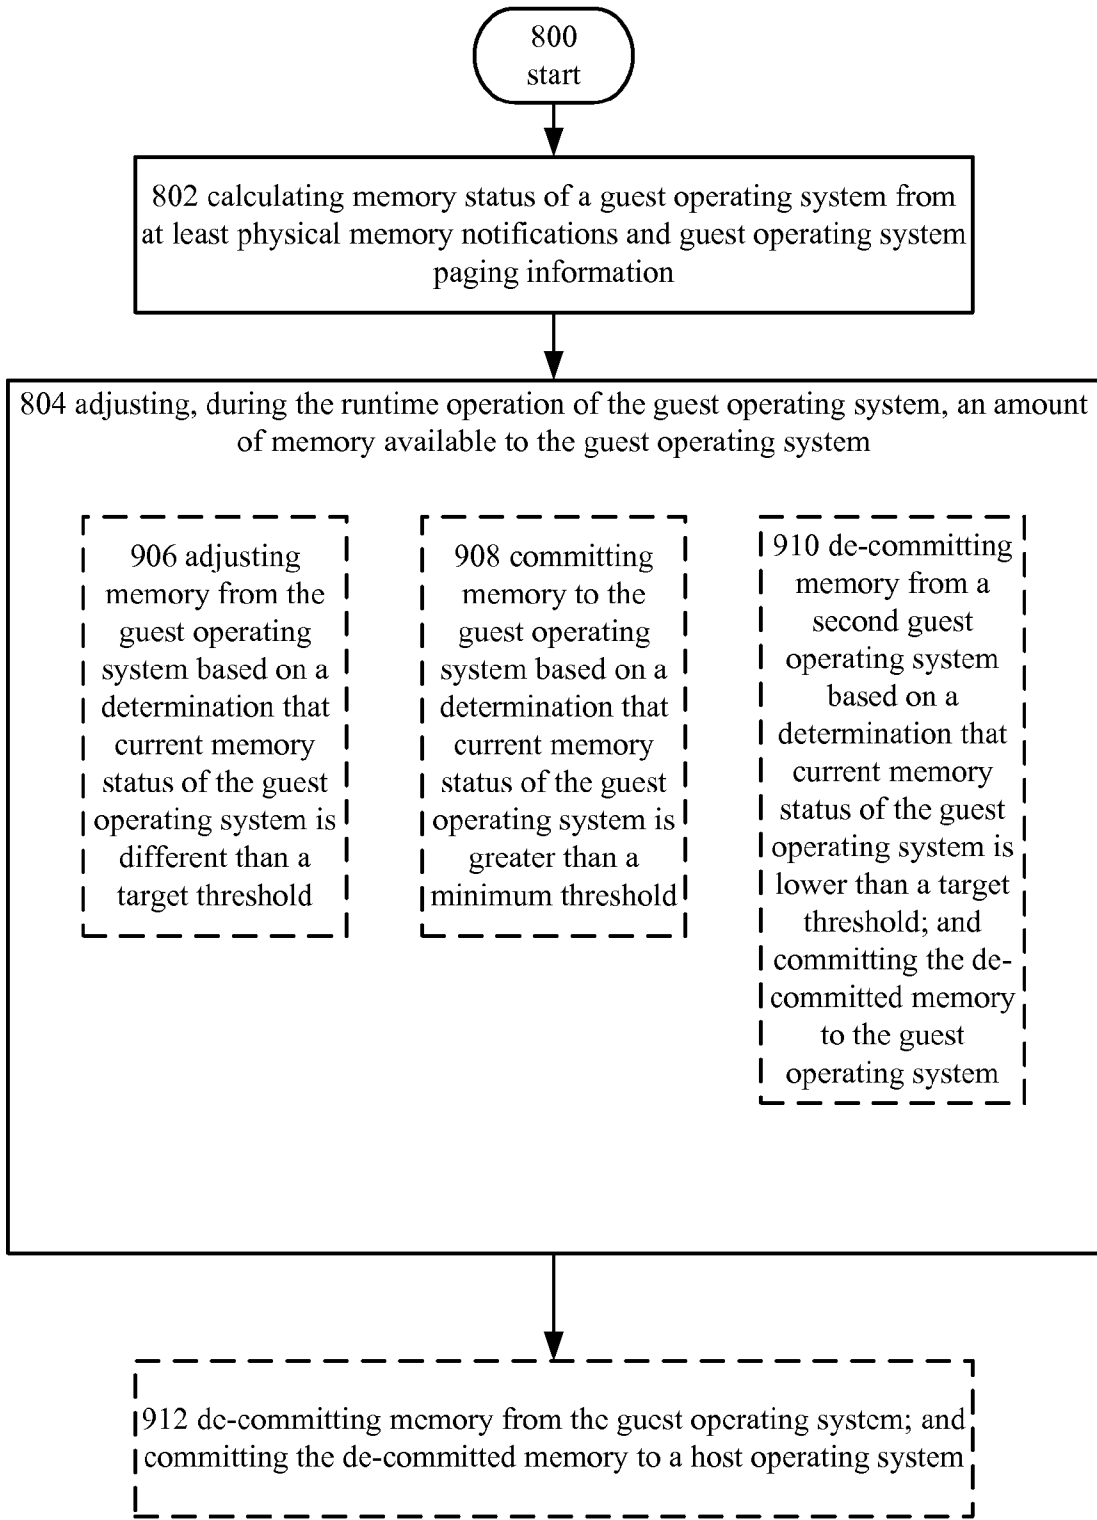 800
start
802 calculating memory status of a guest operating system from
at least physical memory notifications and guest operating system
paging information
804 adjusting, during the runtime operation of the guest operating system, an amount
of memory available to the guest operating system
906 adjusting
memory from the
guest operating
system based on a
determination that
current memory
status of the guest
operating system is
different than a
target threshold
908 committing
memory to the
guest operating
system based on a
determination that
current memory
status of the guest
operating system is
greater than a
minimum threshold
910 de-committing
memory from a
second guest
operating system
based on a
determination that
current memory
status of the guest
operating system is
lower than a target
threshold; and
committing the de-
committed memory
to the guest
operating system
912 de-committing memory from the guest operating system; and
committing the de-committed memory to a host operating system